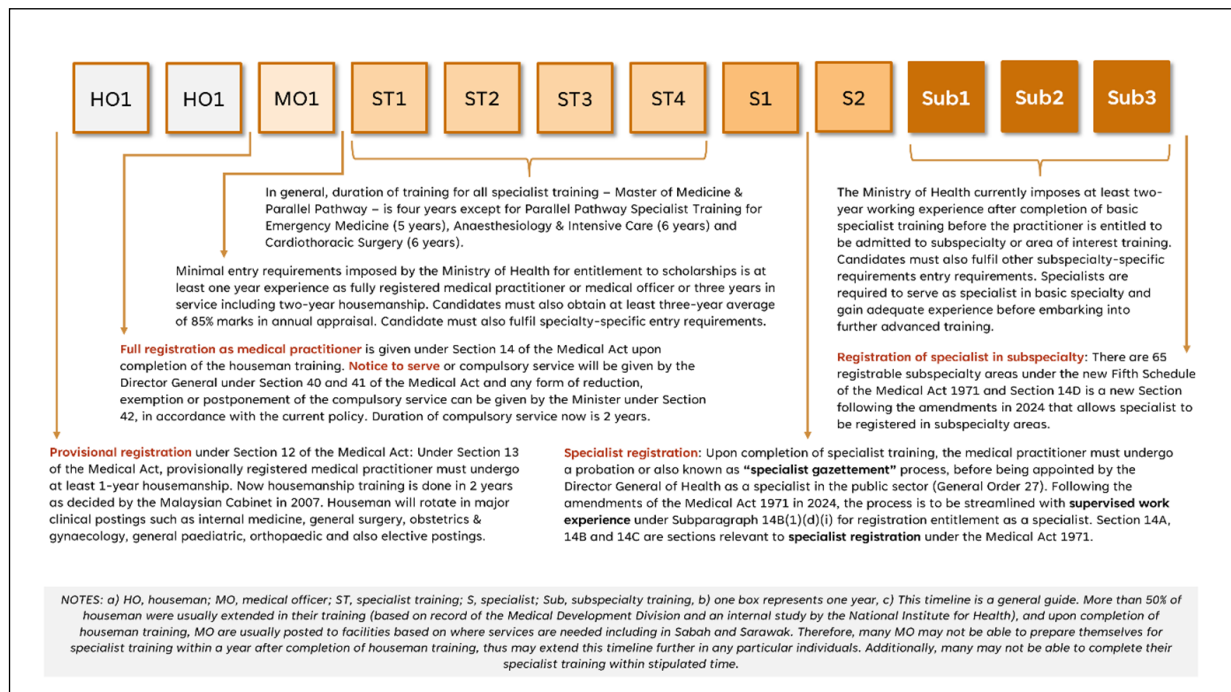 HO1
HO1
MO1
ST1
ST2
ST3
ST4
S1
S2
Sub1
Sub2
Sub3
In general, duration of training for all specialist training – Master of Medicine &
Parallel Pathway – is four years except for Parallel Pathway Specialist Training for
Emergency Medicine (5 years), Anaesthesiology & Intensive Care (6 years) and
Cardiothoracic Surgery (6 years).
Minimal entry requirements imposed by the Ministry of Health for entitlement to scholarships is at
least one year experience as fully registered medical practitioner or medical officer or three years in
service including two-year housemanship. Candidates must also obtain at least three-year average
of 85% marks in annual appraisal. Candidate must also fulfil specialty-specific entry requirements.
Full registration as medical practitioner is given under Section 14 of the Medical Act upon
completion of the houseman training. Notice to serve or compulsory service will be given by the
Director General under Section 40 and 41 of the Medical Act and any form of reduction,
exemption or postponement of the compulsory service can be given by the Minister under Section
42, in accordance with the current policy. Duration of compulsory service now is 2 years.
Provisional registration under Section 12 of the Medical Act: Under Section 13
of the Medical Act, provisionally registered medical practitioner must undergo
at least 1-year housemanship. Now housemanship training is done in 2 years
as decided by the Malaysian Cabinet in 2007. Houseman will rotate in major
clinical postings such as internal medicine, general surgery, obstetrics &
gynaecology, general paediatric, orthopaedic and also elective postings.
The Ministry of Health currently imposes at least two-
year working experience after completion of basic
specialist training before the practitioner is entitled to
be admitted to subspecialty or area of interest training.
Candidates must also fulfil other subspecialty-specific
requirements entry requirements. Specialists are
required to serve as specialist in basic specialty and
gain adequate experience before embarking into
further advanced training.
Registration of specialist in subspecialty: There are 65
registrable subspecialty areas under the new Fifth Schedule
of the Medical Act 1971 and Section 14D is a new Section
following the amendments in 2024 that allows specialist to
be registered in subspecialty areas.
Specialist registration: Upon completion of specialist training, the medical practitioner must undergo
a probation or also known as “specialist gazettement” process, before being appointed by the
Director General of Health as a specialist in the public sector (General Order 27). Following the
amendments of the Medical Act 1971 in 2024, the process is to be streamlined with supervised work
experience under Subparagraph 14B(1)(d)(i) for registration entitlement as a specialist. Section 14A,
14B and 14C are sections relevant to specialist registration under the Medical Act 1971.
NOTES: a) HO, houseman; MO, medical officer; ST, specialist training; S, specialist; Sub, subspecialty training, b) one box represents one year, c) This timeline is a general guide. More than 50% of
houseman were usually extended in their training (based on record of the Medical Development Division and an internal study by the National Institute for Health), and upon completion of
houseman training, MO are usually posted to facilities based on where services are needed including in Sabah and Sarawak. Therefore, many MO may not be able to prepare themselves for
specialist training within a year after completion of houseman training, thus may extend this timeline further in any particular individuals. Additionally, many may not be able to complete their
specialist training within stipulated time.